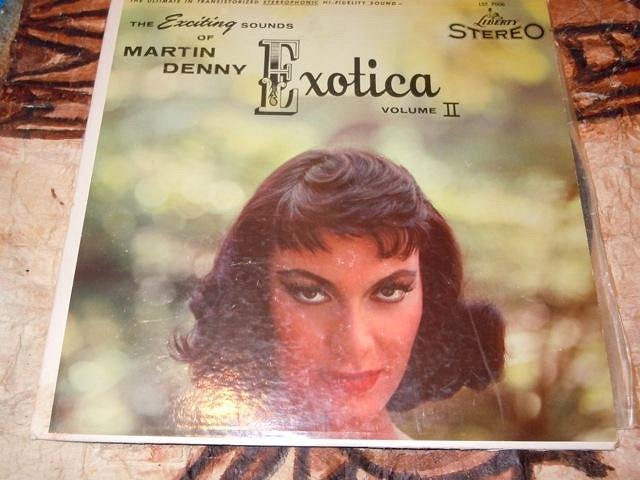 THE ULTIMATE IN TRANSISTORIZED STEREOPHONIC HI-FIDELITY SOUND
LST 7006
LIBERTY
STEREO
THE Exciting SOUNDS
OF
MARTIN
DENNY
Exotica
VOLUME II